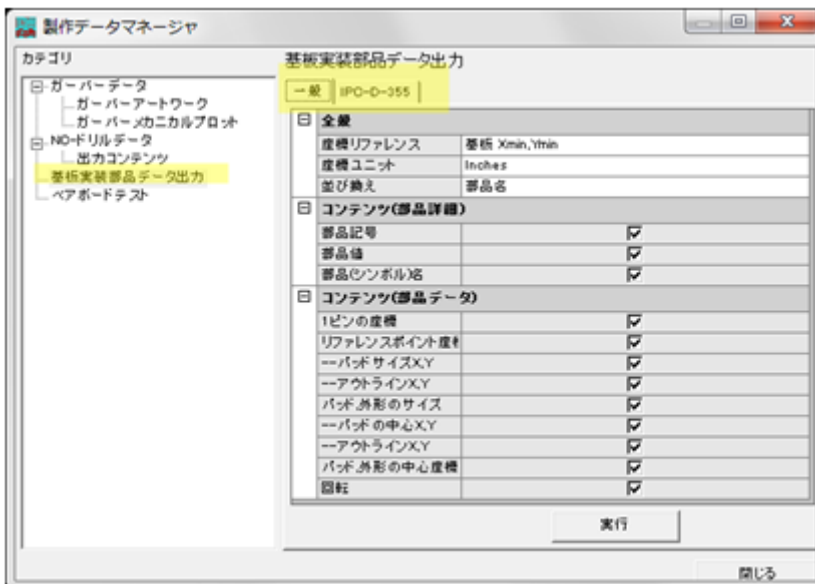 製作データマネージャ
カテゴリ
ガーバーデータ
ガーバーアートワーク
ガーバーメカニカルプロット
NC-ドリルデータ
出力コンテンツ
基板実装部品データ出力
ベアボードテスト
基板実装部品データ出力
一般 IPC-D-355
全般
座標リファレンス 基板 Xmin,Ymin
座標ユニット Inches
並び換え 部品名
コンテンツ(部品詳細)
部品記号
部品値
部品(シンボル)名
コンテンツ(部品データ)
1ピンの座標
リファレンスポイント座標
--パッドサイズX,Y
--アウトラインX,Y
パッド,外形のサイズ
--パッドの中心X,Y
--アウトラインX,Y
パッド,外形の中心座標
回転
実行
閉じる